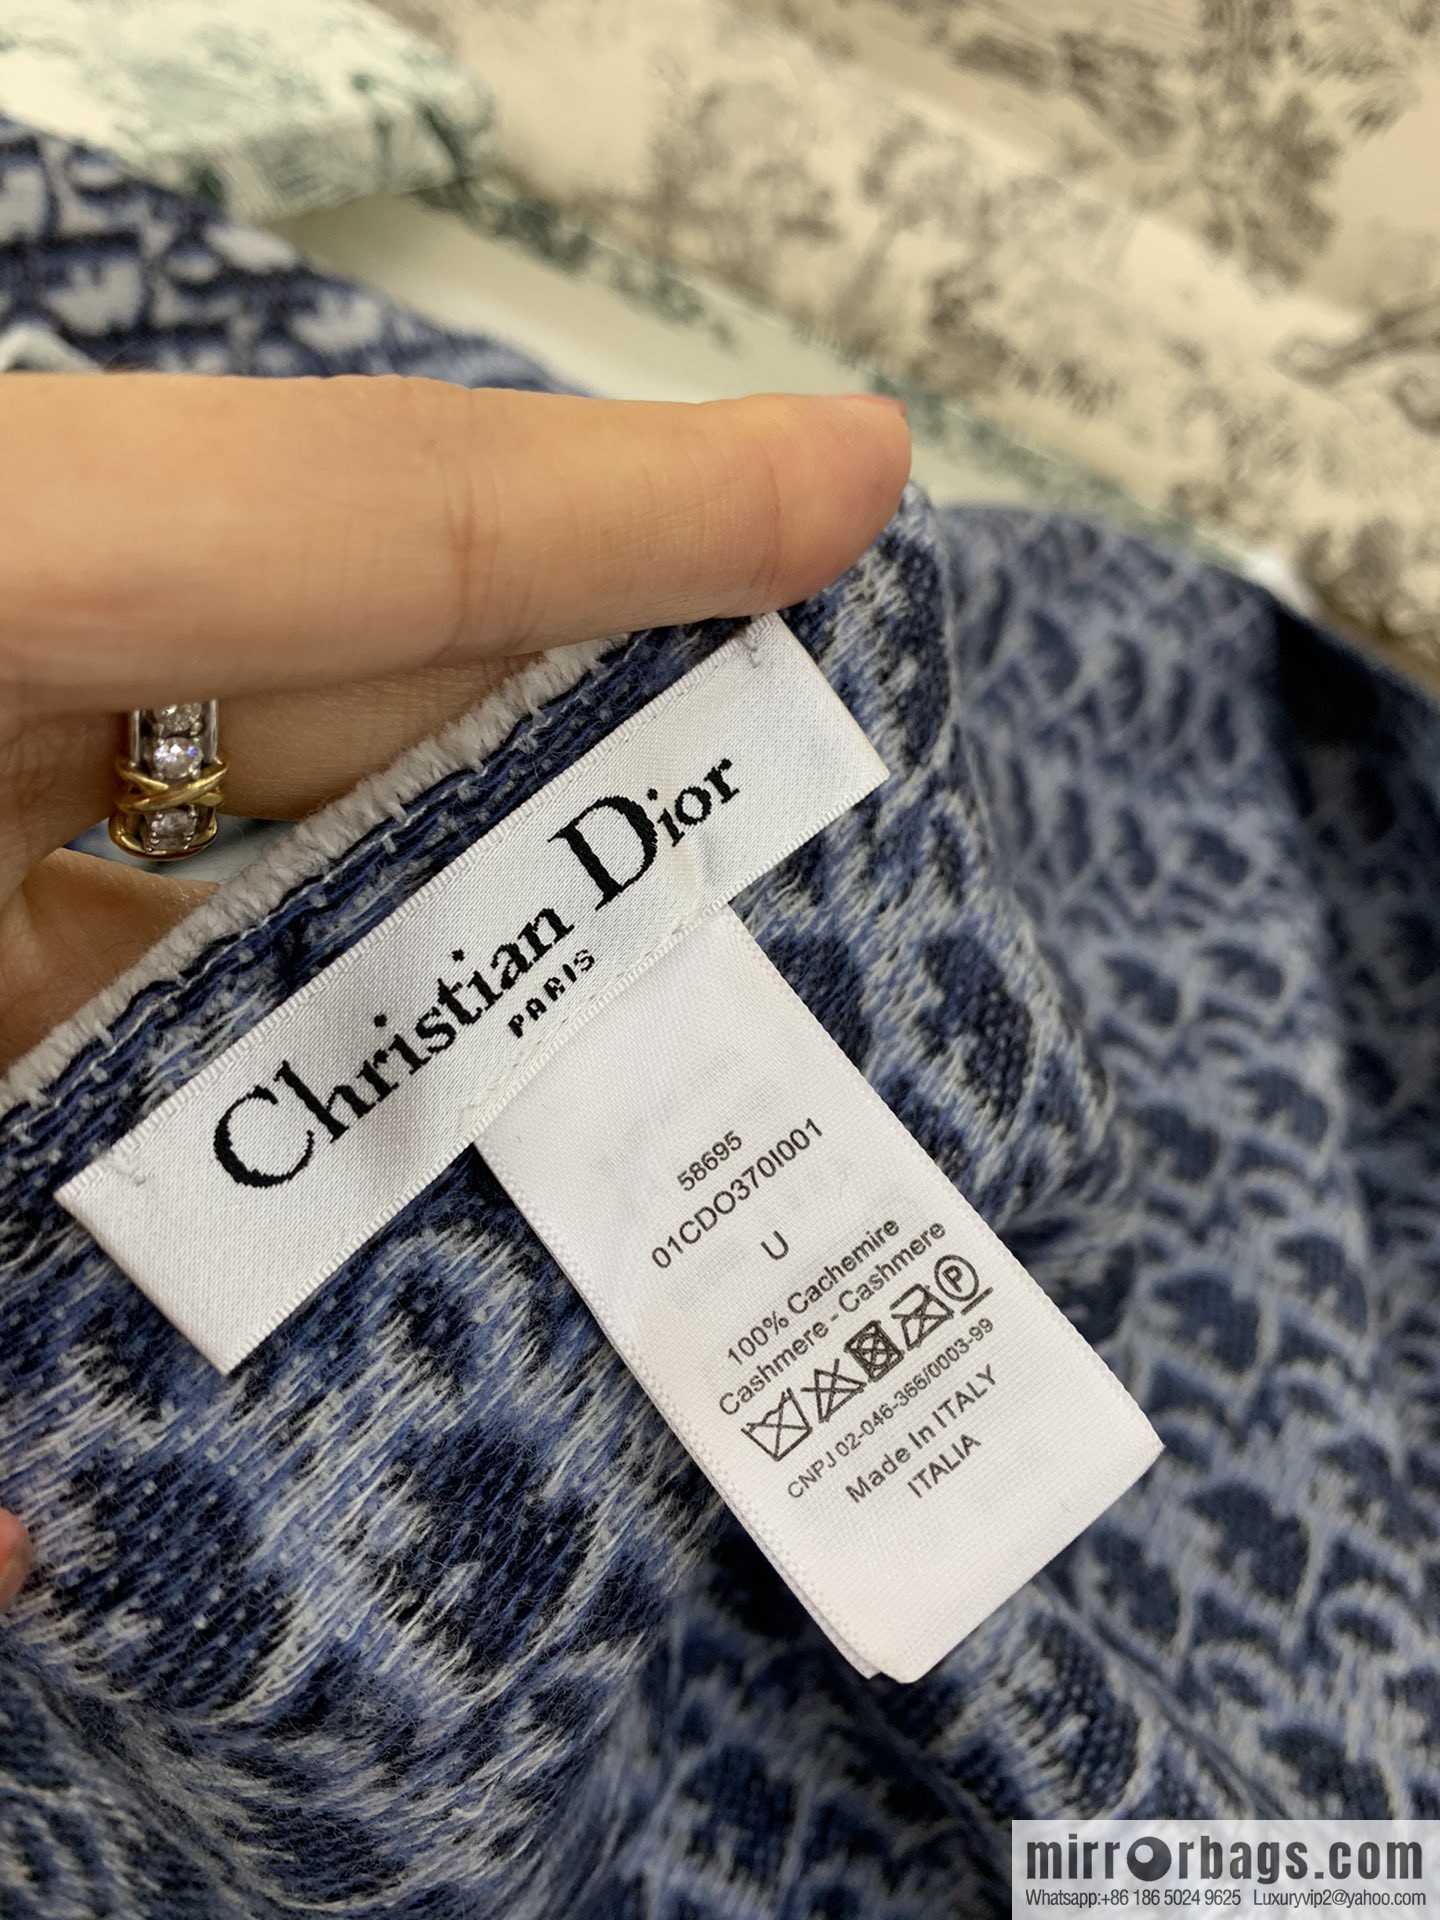 Christian Dior
PARIS
58695
01CDO370I001
U
100% Cachemire
Cashmere - Cashmere
P
CNPJ 02-046-365/0003-99
Made In ITALY
ITALIA
mirrorbags.com
Whatsapp:+86 186 5024 9625 Luxuryvip2@yahoo.com